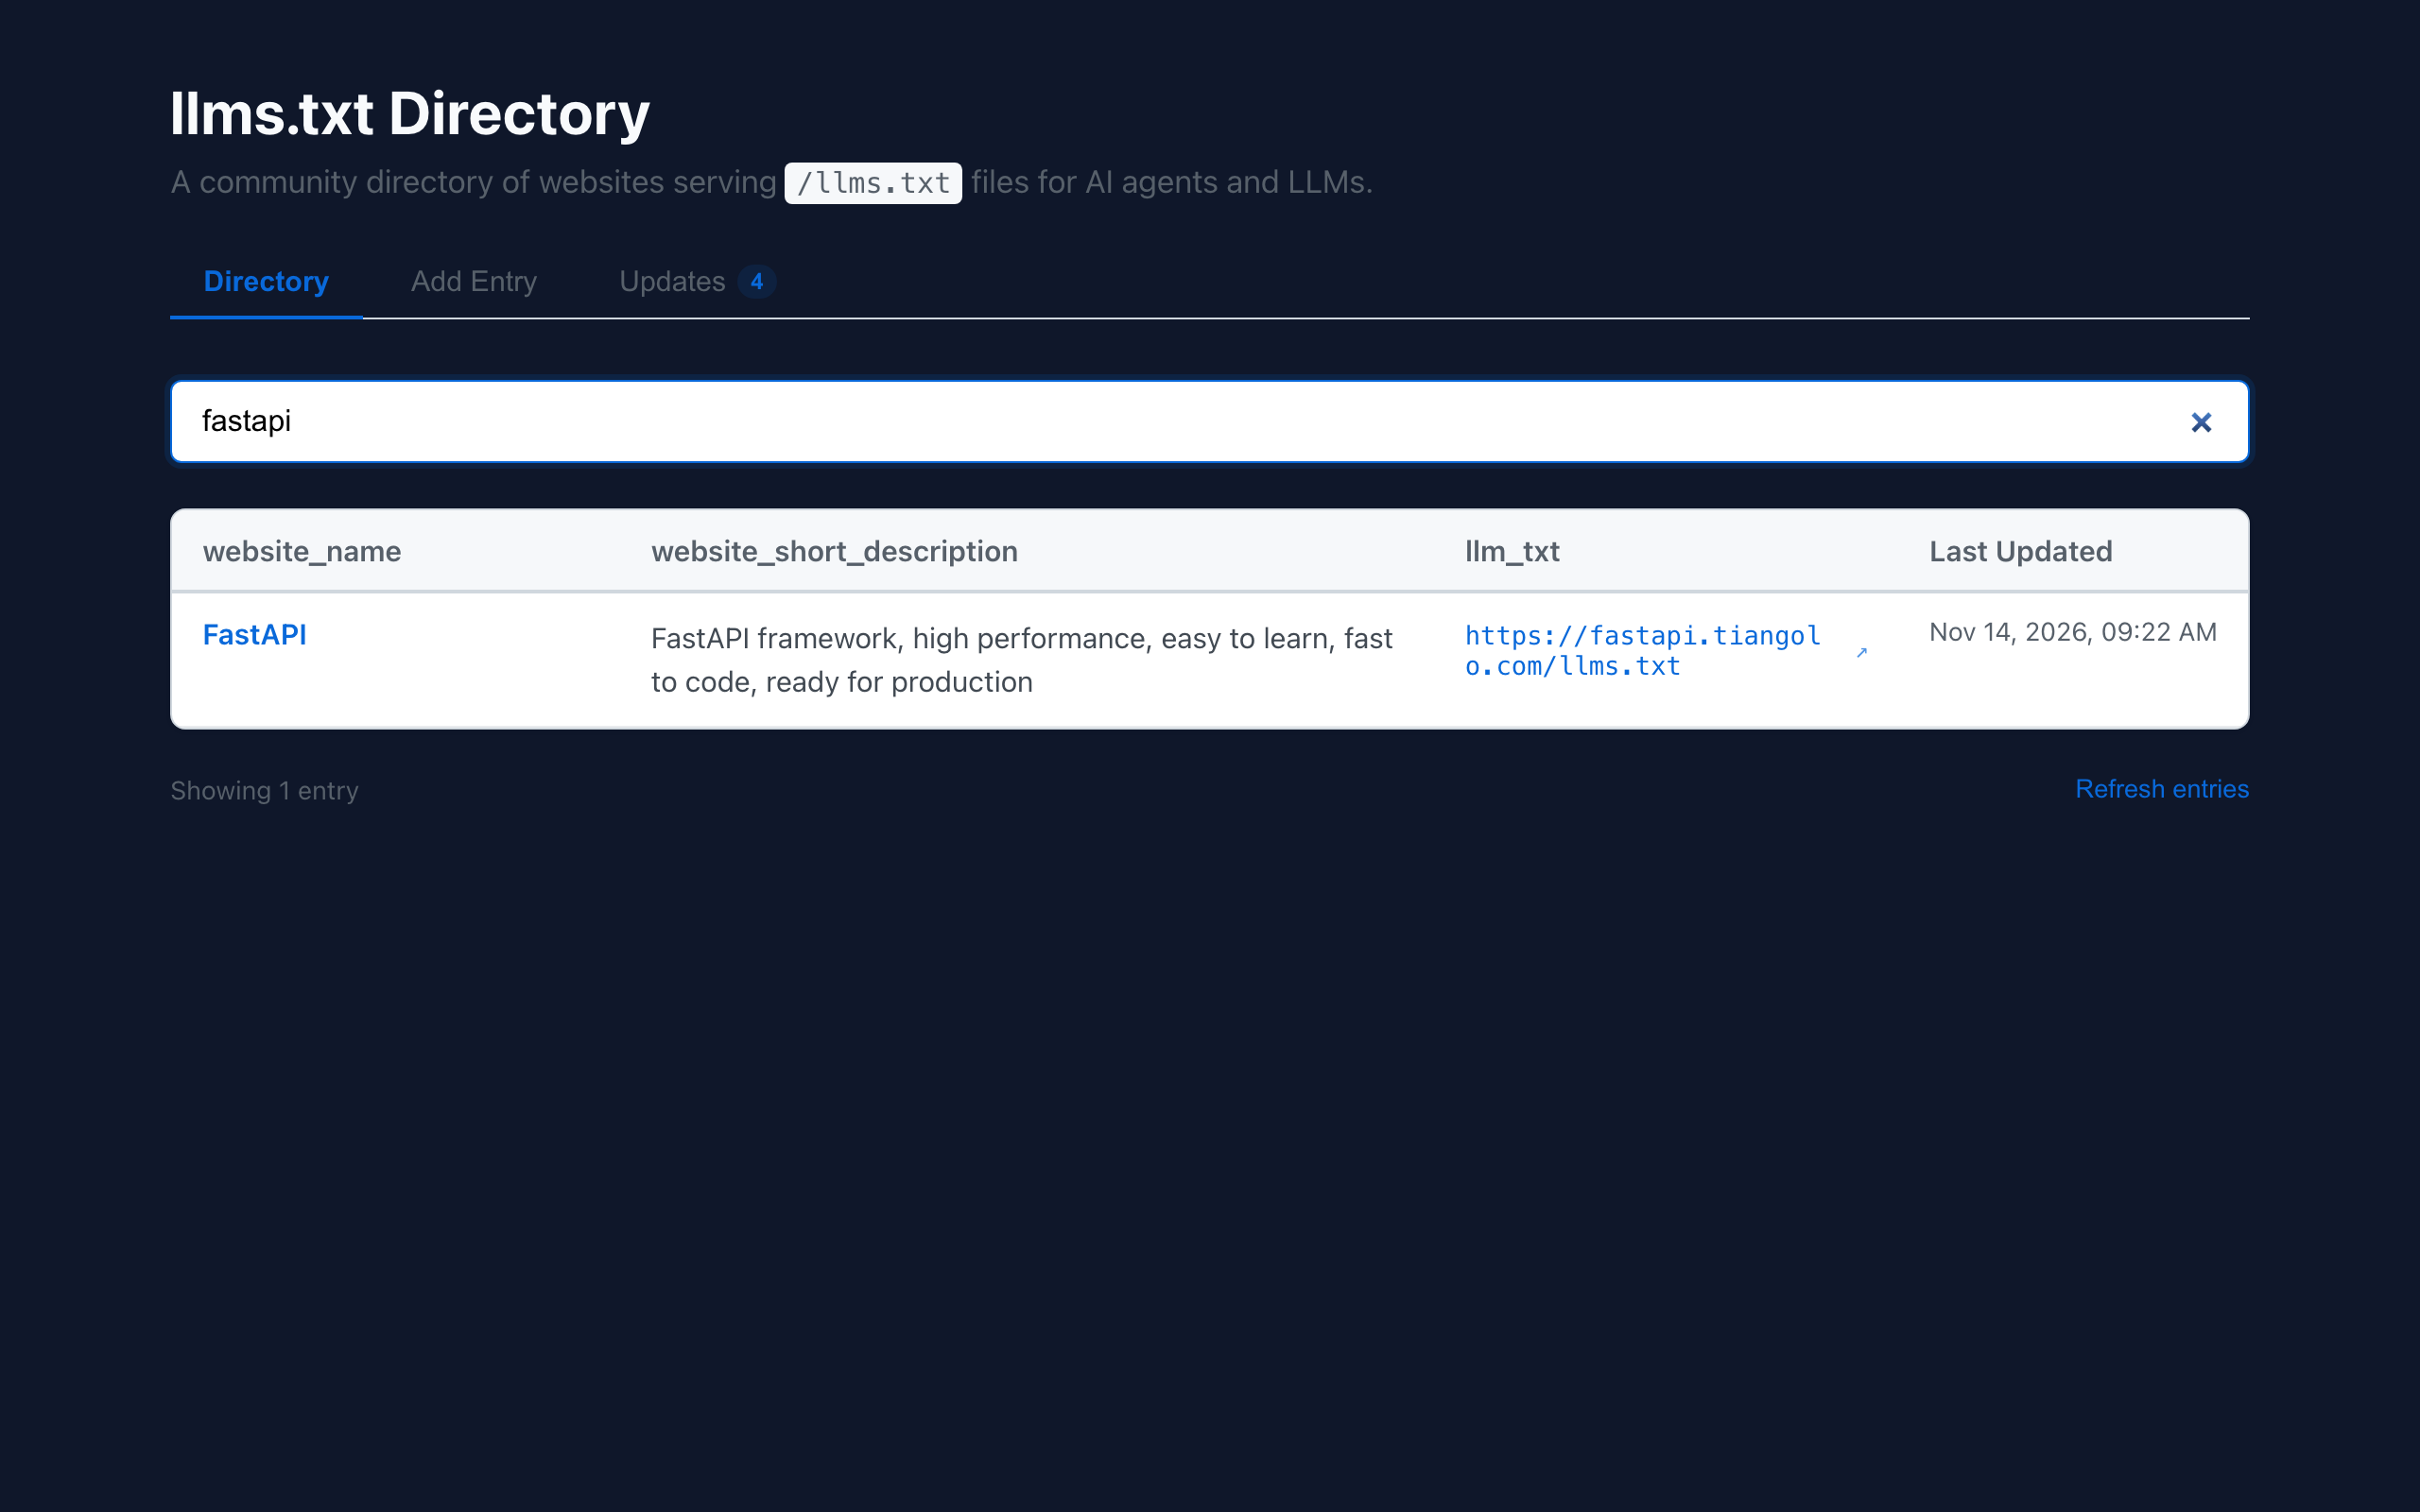 llms.txt Directory
A community directory of websites serving /llms.txt files for AI agents and LLMs.
Directory Add Entry Updates 4
fastapi
website_name website_short_description llm_txt Last Updated
FastAPI
FastAPI framework, high performance, easy to learn, fast
to code, ready for production
https://fastapi.tiangol
o.com/llms.txt
Nov 14, 2026, 09:22 AM
Showing 1 entry
Refresh entries